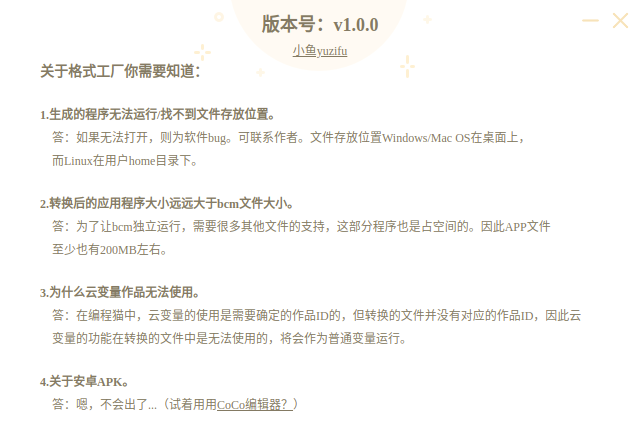 版本号：v1.0.0
小鱼yuzifu
关于格式工厂你需要知道：
1.生成的程序无法运行/找不到文件存放位置。
答：如果无法打开，则为软件bug。可联系作者。文件存放位置Windows/Mac OS在桌面上，
而Linux在用户home目录下。
2.转换后的应用程序大小远远大于bcm文件大小。
答：为了让bcm独立运行，需要很多其他文件的支持，这部分程序也是占空间的。因此APP文件
至少也有200MB左右。
3.为什么云变量作品无法使用。
答：在编程猫中，云变量的使用是需要确定的作品ID的，但转换的文件并没有对应的作品ID，因此云
变量的功能在转换的文件中是无法使用的，将会作为普通变量运行。
4.关于安卓APK。
答：嗯，不会出了...（试着用用CoCo编辑器？）